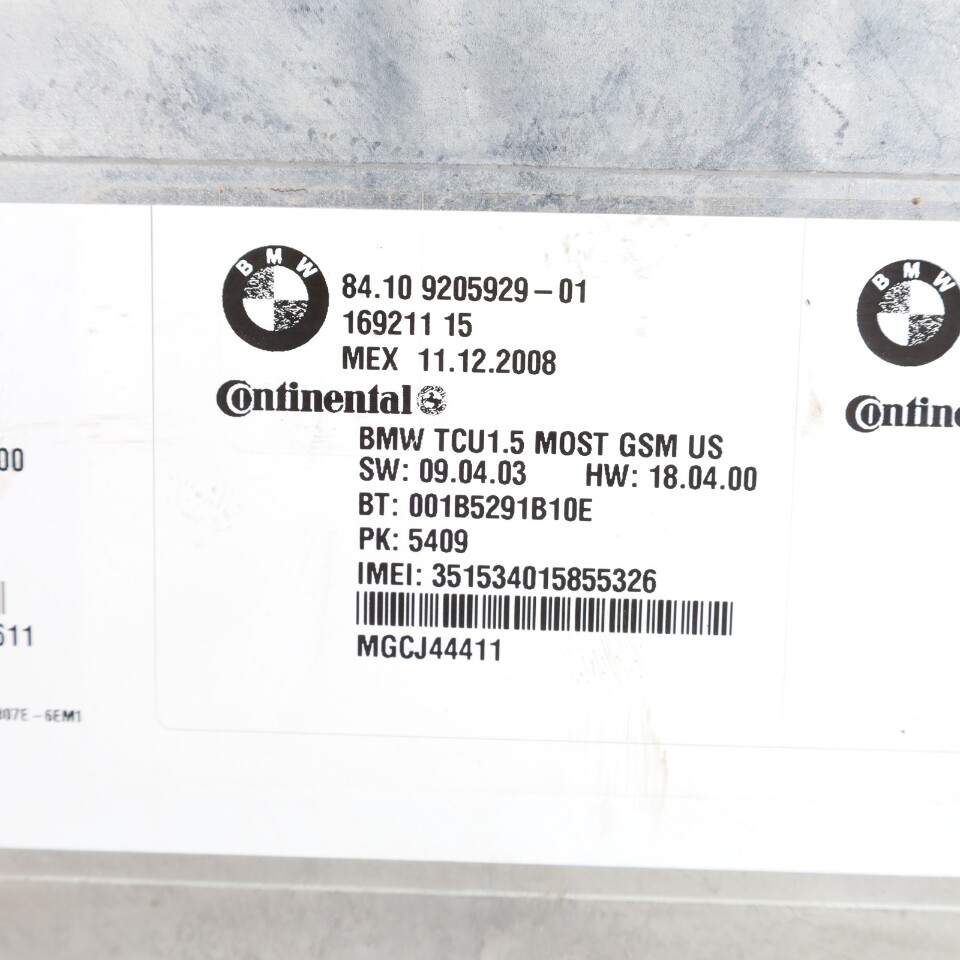 BMW
84.10 9205929-01
169211 15
MEX 11.12.2008
Continental
BMW TCU1.5 MOST GSM US
SW: 09.04.03 HW: 18.04.00
BT: 001B5291B10E
PK: 5409
IMEI: 351534015855326
MGCJ44411
00
611
307E-6EM1
BMW
Contine